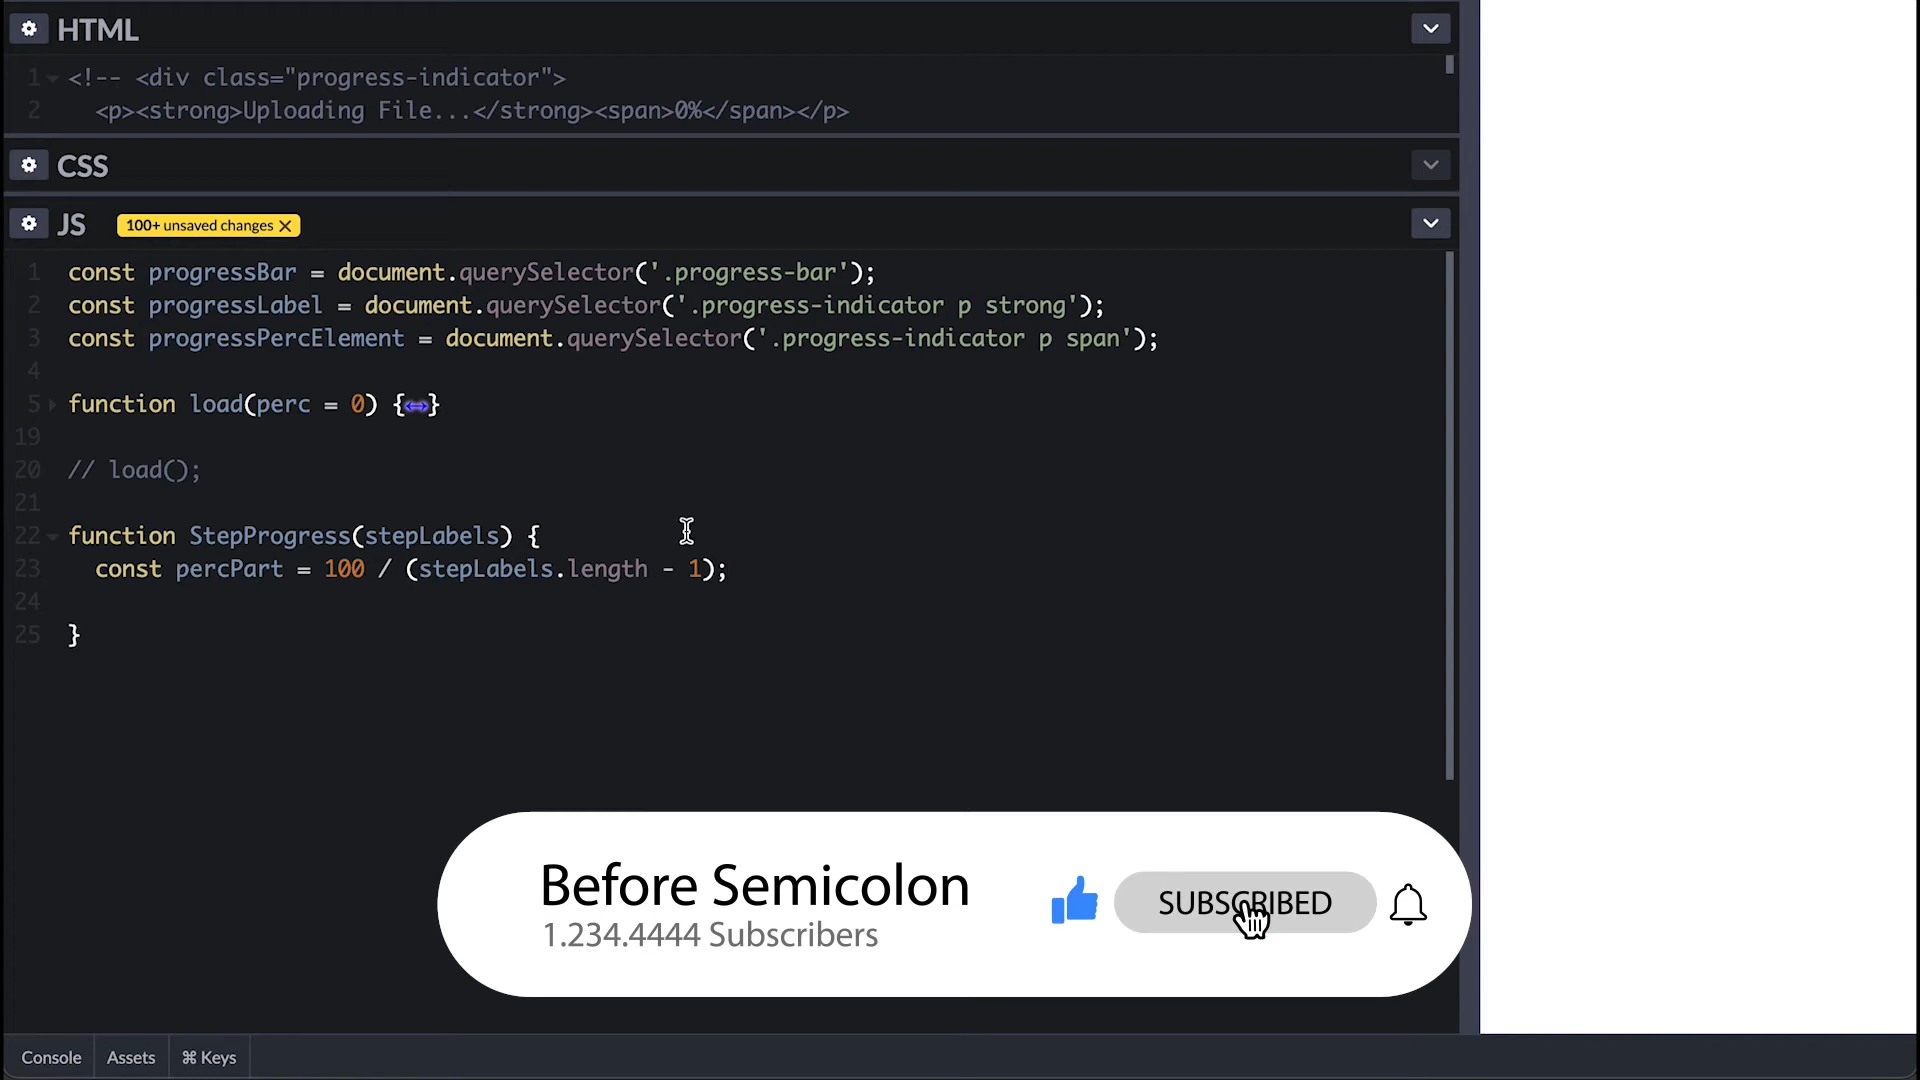 HTML
1 <!-- <div class="progress-indicator">
2 <p><strong>Uploading File...</strong><span>0%</span></p>
CSS
JS 100+ unsaved changes
1 const progressBar = document.querySelector('.progress-bar');
2 const progressLabel = document.querySelector('.progress-indicator p strong');
3 const progressPercElement = document.querySelector('.progress-indicator p span');
4
5 function load(perc = 0) {↔}
19
20 // load();
21
22 function StepProgress(stepLabels) {
23 const percPart = 100 / (stepLabels.length - 1);
24
25 }
Before Semicolon
1.234.4444 Subscribers
SUBSCRIBED
Console Assets ⌘ Keys